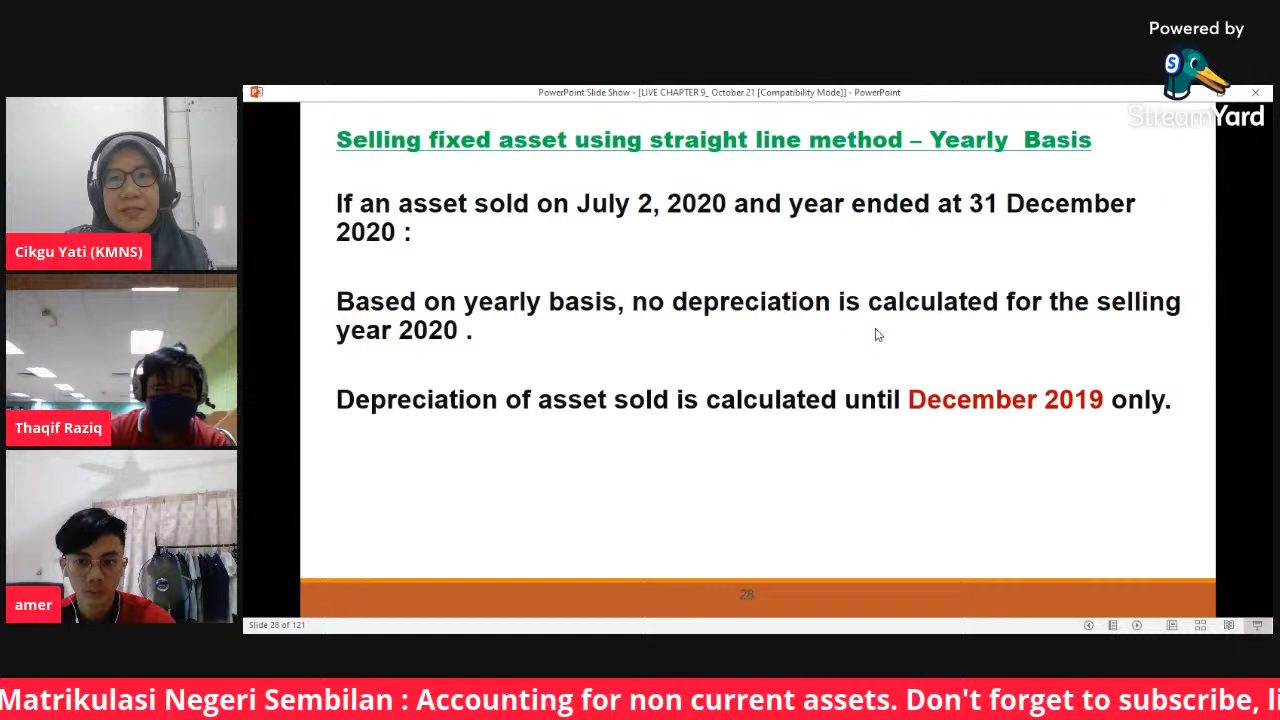 Powered by
StreamYard
PowerPoint Slide Show - [LIVE CHAPTER 9_ October 21 [Compatibility Mode]] - PowerPoint
Selling fixed asset using straight line method – Yearly Basis
If an asset sold on July 2, 2020 and year ended at 31 December
2020 :
Based on yearly basis, no depreciation is calculated for the selling
year 2020 .
Depreciation of asset sold is calculated until December 2019 only.
28
Slide 28 of 121
Cikgu Yati (KMNS)
Thaqif Raziq
amer
Matrikulasi Negeri Sembilan : Accounting for non current assets. Don't forget to subscribe, li